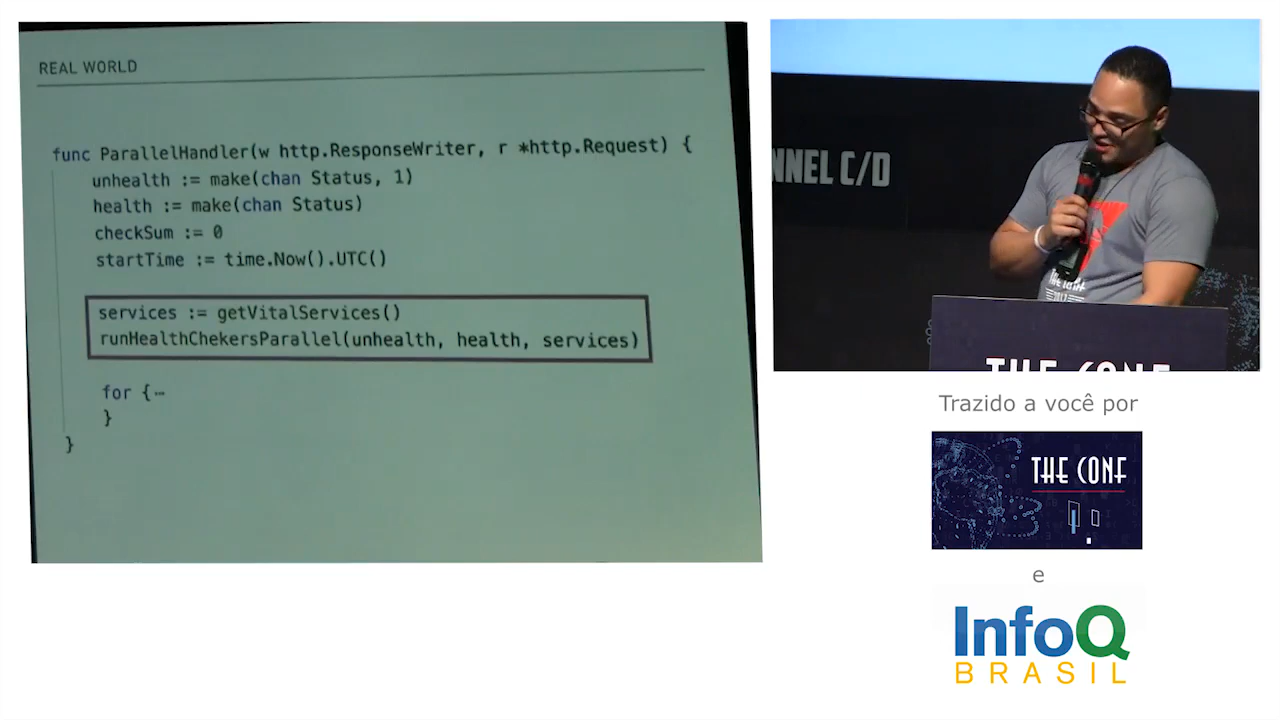 REAL WORLD
func ParallelHandler(w http.ResponseWriter, r *http.Request) {
unhealth := make(chan Status, 1)
health := make(chan Status)
checkSum := 0
startTime := time.Now().UTC()
services := getVitalServices()
runHealthChekersParallel(unhealth, health, services)
for {⋯
}
}
NNEL C/D
THE CONF
Trazido a você por
THE CONF
e
InfoQ
BRASIL